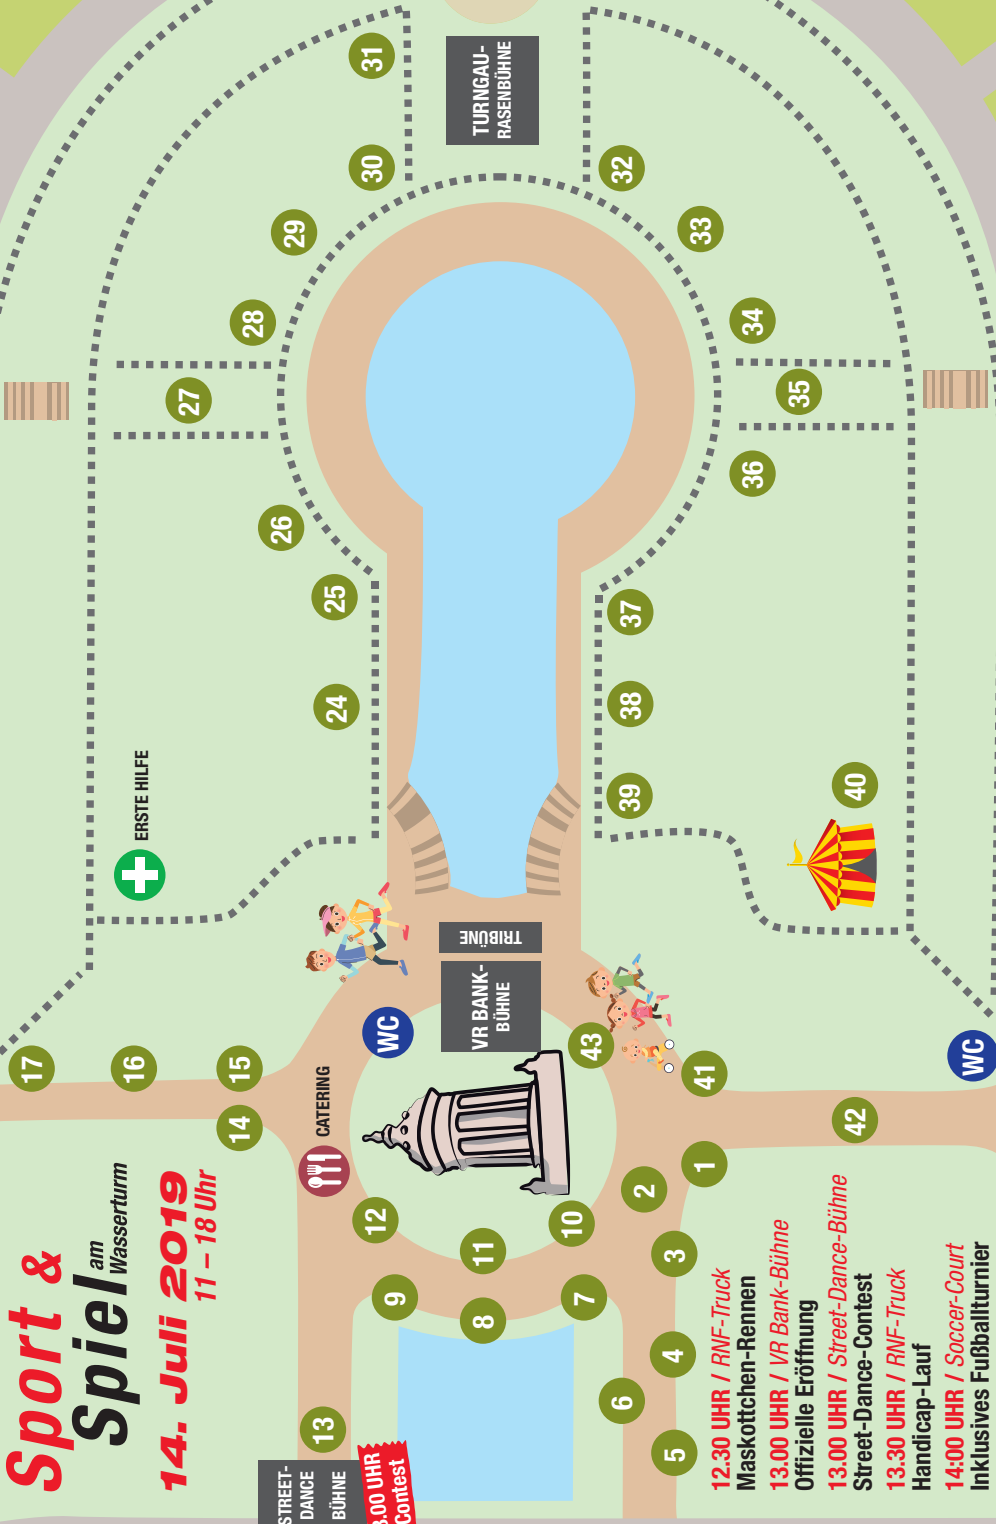 Sport &
Spiel am
Wasserturm
14. Juli 2019
11 – 18 Uhr
12.30 UHR / RNF-Truck
Maskottchen-Rennen
13.00 UHR / VR Bank-Bühne
Offizielle Eröffnung
13.00 UHR / Street-Dance-Bühne
Street-Dance-Contest
13.30 UHR / RNF-Truck
Handicap-Lauf
14:00 UHR / Soccer-Court
Inklusives Fußballturnier
STREET-
DANCE
BÜHNE
3.00 UHR
Contest
13
9
8
7
6
5
4
3
2
1
12
11
10
CATERING
14
15
16
17
WC
VR BANK-
BÜHNE
TRIBÜNE
43
41
42
WC
ERSTE HILFE
40
39
38
37
24
25
26
36
35
34
33
32
27
28
29
30
31
TURNGAU-
RASENBÜHNE